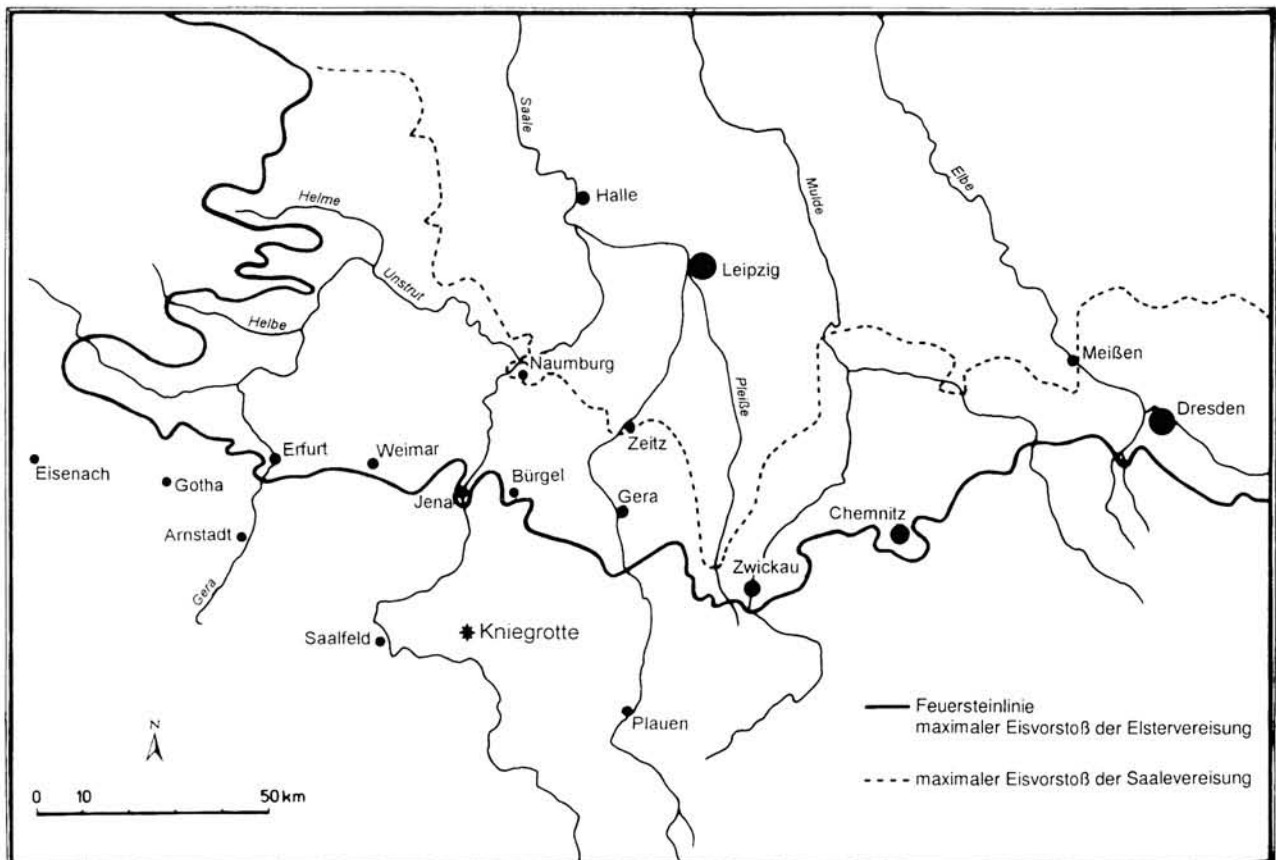 Saale
Mulde
Elbe
Helme
Halle
Unstrut
Leipzig
Helbe
Naumburg
Meißen
Pleiße
Dresden
Zeitz
Erfurt
Weimar
Eisenach
Gotha
Jena
Bürgel
Gera
Chemnitz
Arnstadt
Gera
Zwickau
Saalfeld
Kniegrotte
Plauen
Feuersteinlinie
maximaler Eisvorstoß der Elstervereisung
maximaler Eisvorstoß der Saalevereisung
N
0 10 50 km